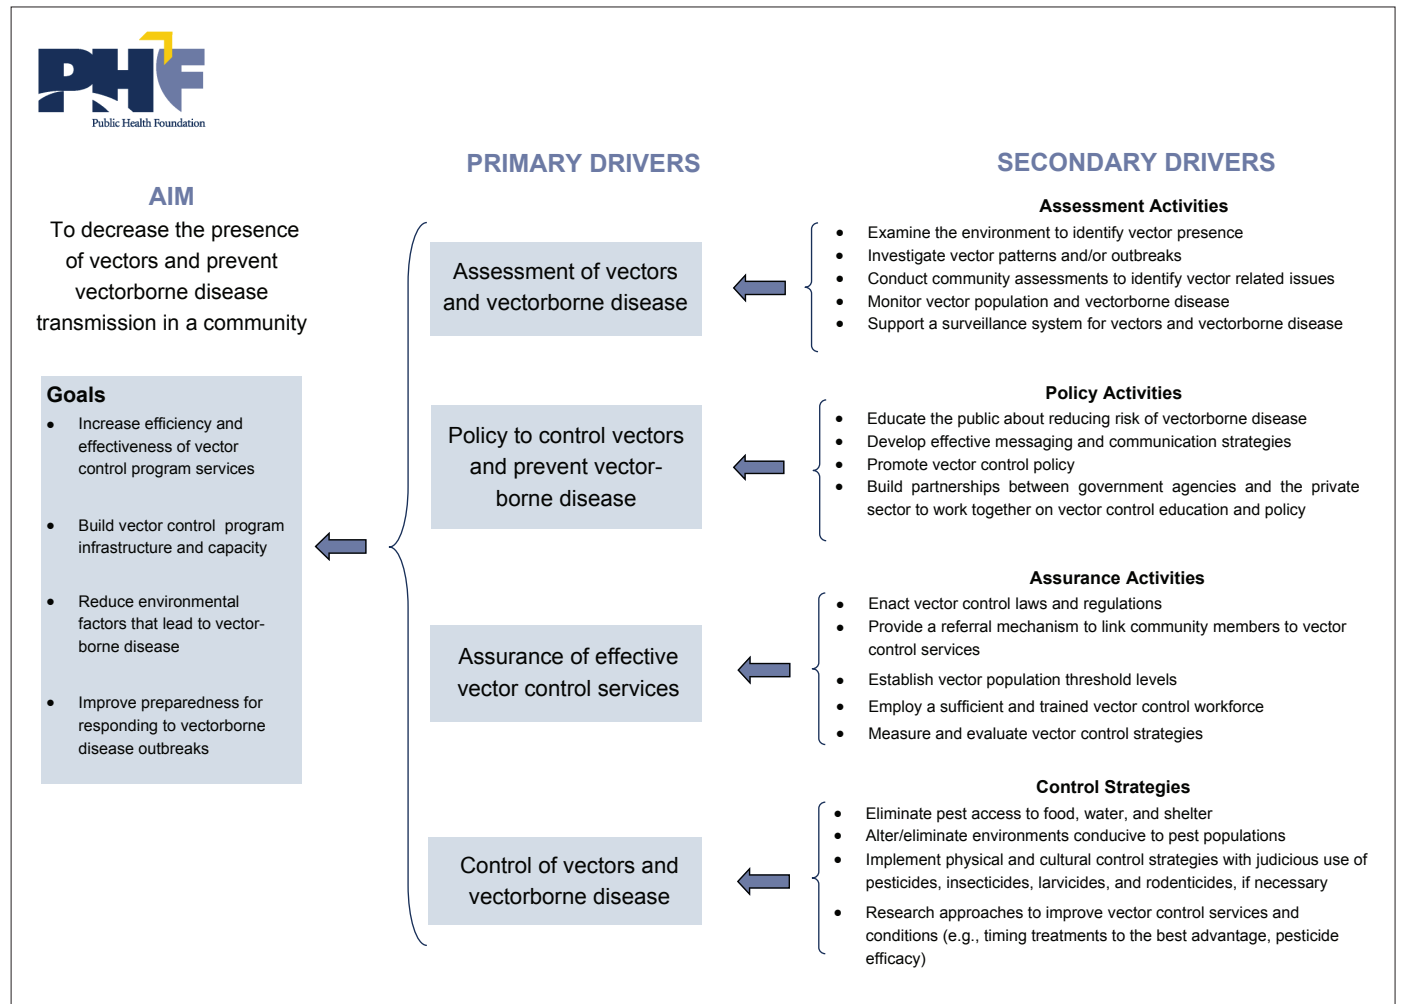 PHF
Public Health Foundation
AIM
To decrease the presence
of vectors and prevent
vectorborne disease
transmission in a community
Goals
• Increase efficiency and
effectiveness of vector
control program services
• Build vector control program
infrastructure and capacity
• Reduce environmental
factors that lead to vector-
borne disease
• Improve preparedness for
responding to vectorborne
disease outbreaks
PRIMARY DRIVERS
Assessment of vectors
and vectorborne disease
Policy to control vectors
and prevent vector-
borne disease
Assurance of effective
vector control services
Control of vectors and
vectorborne disease
SECONDARY DRIVERS
Assessment Activities
• Examine the environment to identify vector presence
• Investigate vector patterns and/or outbreaks
• Conduct community assessments to identify vector related issues
• Monitor vector population and vectorborne disease
• Support a surveillance system for vectors and vectorborne disease
Policy Activities
• Educate the public about reducing risk of vectorborne disease
• Develop effective messaging and communication strategies
• Promote vector control policy
• Build partnerships between government agencies and the private
sector to work together on vector control education and policy
Assurance Activities
• Enact vector control laws and regulations
• Provide a referral mechanism to link community members to vector
control services
• Establish vector population threshold levels
• Employ a sufficient and trained vector control workforce
• Measure and evaluate vector control strategies
Control Strategies
• Eliminate pest access to food, water, and shelter
• Alter/eliminate environments conducive to pest populations
• Implement physical and cultural control strategies with judicious use of
pesticides, insecticides, larvicides, and rodenticides, if necessary
• Research approaches to improve vector control services and
conditions (e.g., timing treatments to the best advantage, pesticide
efficacy)